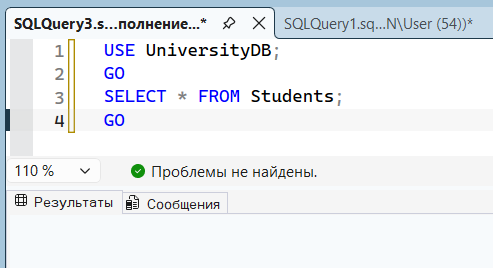 SQLQuery3.s...полнение...*
SQLQuery1.sq...N\User (54))*
1 USE UniversityDB;
2 GO
3 SELECT * FROM Students;
4 GO
110 %
Проблемы не найдены.
Результаты
Сообщения